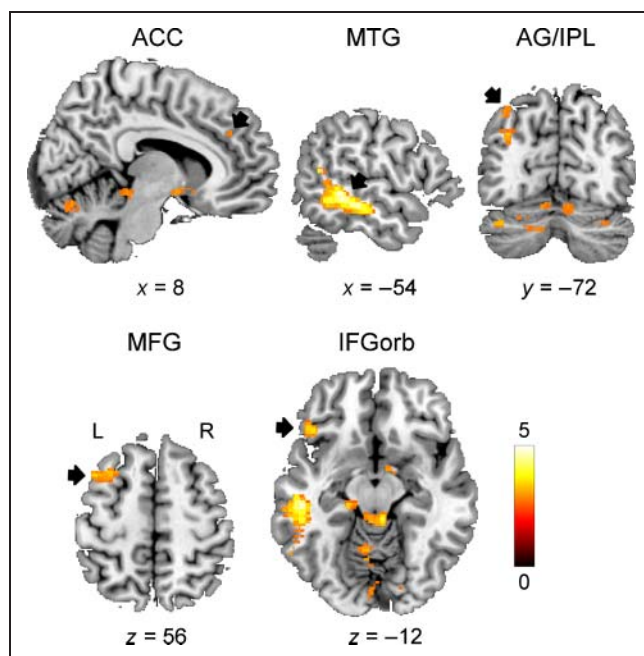 ACC MTG AG/IPL
x = 8 x = –54 y = –72
MFG IFGorb
L R
5
0
z = 56 z = –12